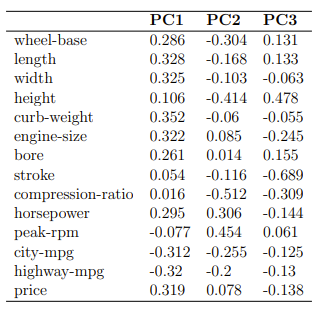 PC1 PC2 PC3
wheel-base 0.286 -0.304 0.131
length 0.328 -0.168 0.133
width 0.325 -0.103 -0.063
height 0.106 -0.414 0.478
curb-weight 0.352 -0.06 -0.055
engine-size 0.322 0.085 -0.245
bore 0.261 0.014 0.155
stroke 0.054 -0.116 -0.689
compression-ratio 0.016 -0.512 -0.309
horsepower 0.295 0.306 -0.144
peak-rpm -0.077 0.454 0.061
city-mpg -0.312 -0.255 -0.125
highway-mpg -0.32 -0.2 -0.13
price 0.319 0.078 -0.138